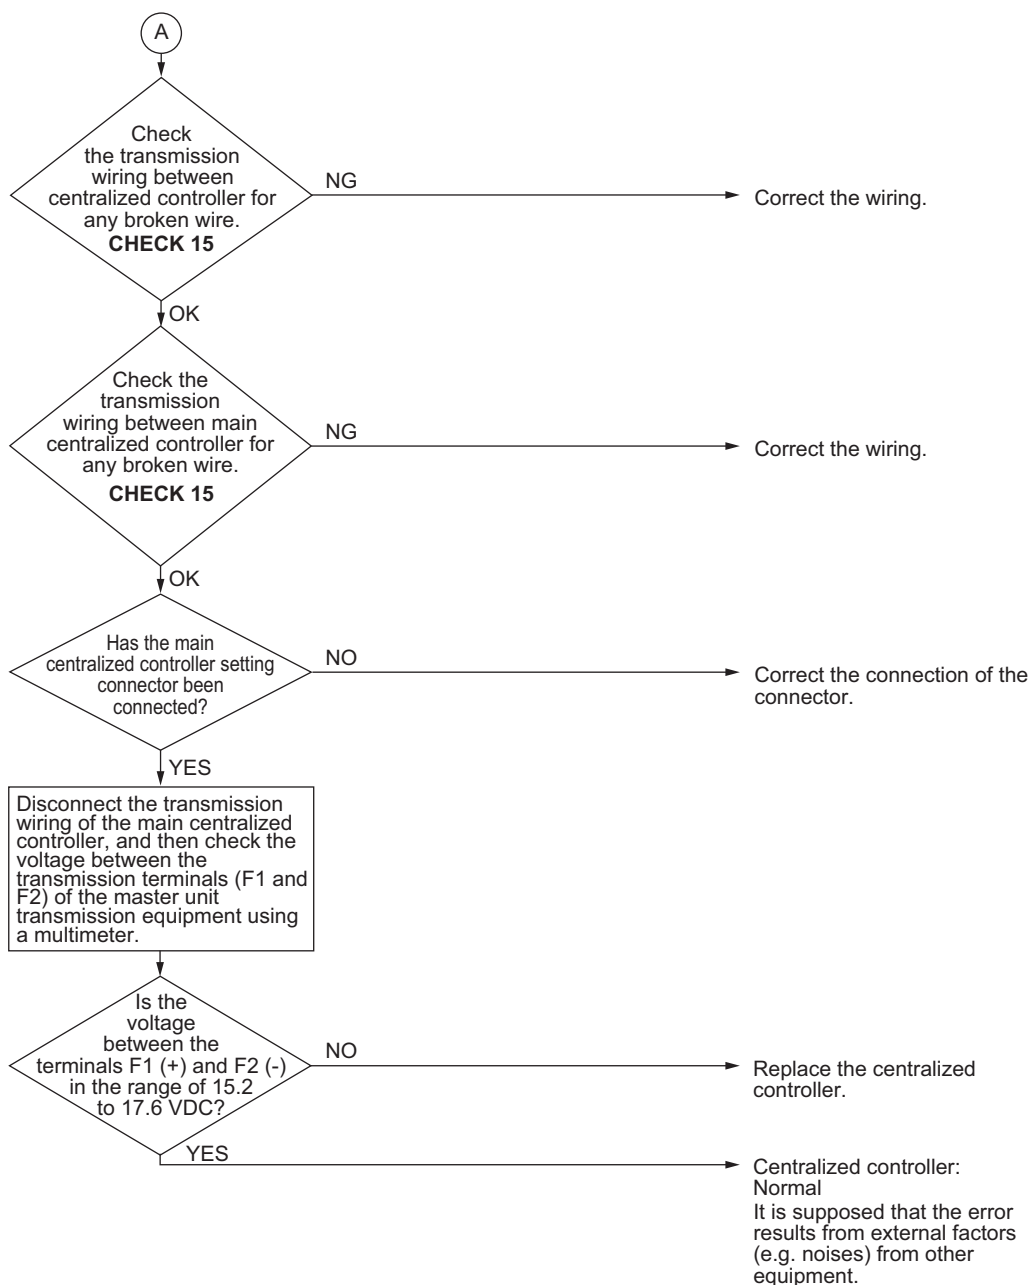 A
Check
the transmission
wiring between
centralized controller for
any broken wire.
CHECK 15
NG
Correct the wiring.
OK
Check the
transmission
wiring between main
centralized controller for
any broken wire.
CHECK 15
NG
Correct the wiring.
OK
Has the main
centralized controller setting
connector been
connected?
NO
Correct the connection of the
connector.
YES
Disconnect the transmission
wiring of the main centralized
controller, and then check the
voltage between the
transmission terminals (F1 and
F2) of the master unit
transmission equipment using
a multimeter.
Is the
voltage
between the
terminals F1 (+) and F2 (-)
in the range of 15.2
to 17.6 VDC?
NO
Replace the centralized
controller.
YES
Centralized controller:
Normal
It is supposed that the error
results from external factors
(e.g. noises) from other
equipment.